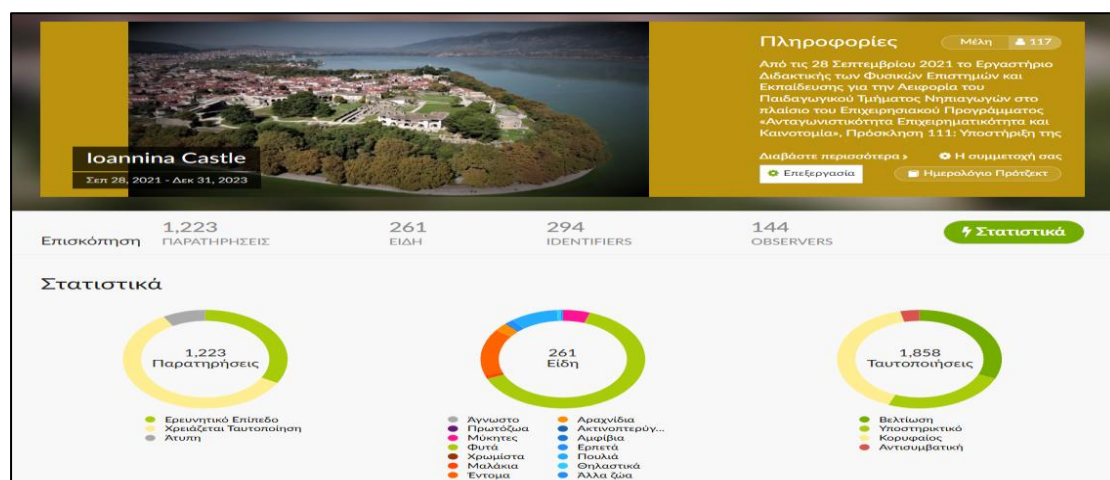 Πληροφορίες
Μέλη 117
Από τις 28 Σεπτεμβρίου 2021 το Εργαστήριο
Διδακτικής των Φυσικών Επιστημών και
Εκπαίδευσης για την Αειφορία του
Παιδαγωγικού Τμήματος Νηπιαγωγών στο
πλαίσιο του Επιχειρησιακού Προγράμματος
«Ανταγωνιστικότητα Επιχειρηματικότητα και
Καινοτομία», Πρόσκληση 111: Υποστήριξη της
Διαβάστε περισσότερα › Η συμμετοχή σας
Επεξεργασία Ημερολόγιο Πρότζεκτ
Ioannina Castle
Σεπ 28, 2021 - Δεκ 31, 2023
Επισκόπηση
1,223
ΠΑΡΑΤΗΡΗΣΕΙΣ
261
ΕΙΔΗ
294
IDENTIFIERS
144
OBSERVERS
Στατιστικά
Στατιστικά
1,223
Παρατηρήσεις
Ερευνητικό Επίπεδο
Χρειάζεται Ταυτοποίηση
Άτυπη
261
Είδη
Άγνωστο
Πρωτόζωα
Μύκητες
Φυτά
Χρωμίστα
Μαλάκια
Έντομα
Αραχνίδια
Ακτινοπτερύγ...
Αμφίβια
Ερπετά
Πουλιά
Θηλαστικά
Άλλα ζώα
1,858
Ταυτοποιήσεις
Βελτίωση
Υποστηρικτικό
Κορυφαίος
Αντισυμβατική